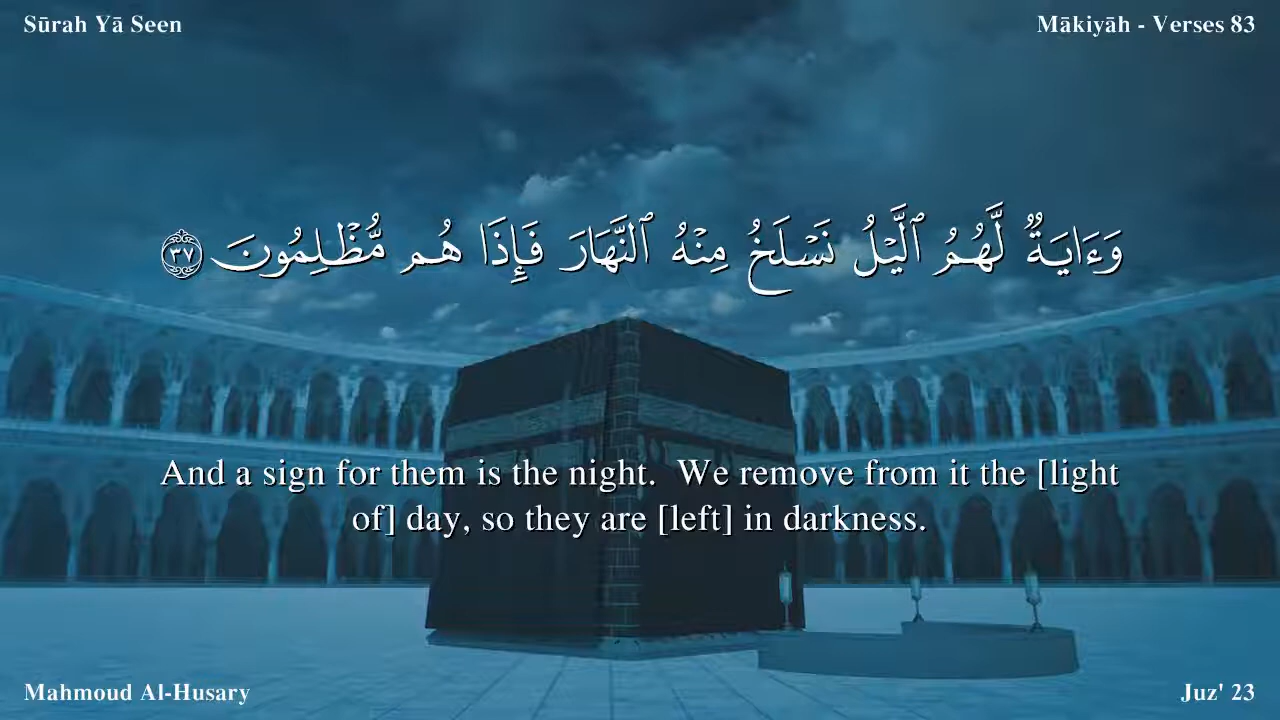 Sūrah Yā Seen
Mākiyāh - Verses 83
وَءَايَةٌ لَّهُمُ ٱلَّيْلُ نَسْلَخُ مِنْهُ ٱلنَّهَارَ فَإِذَا هُم مُّظْلِمُونَ ٣٧
And a sign for them is the night. We remove from it the [light
of] day, so they are [left] in darkness.
Mahmoud Al-Husary
Juz' 23